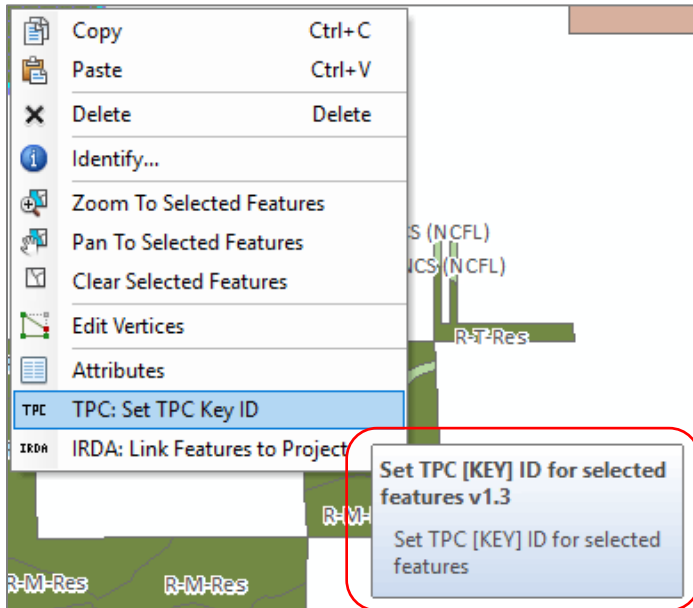 Copy Ctrl+C
Paste Ctrl+V
Delete Delete
Identify...
Zoom To Selected Features
Pan To Selected Features
Clear Selected Features
Edit Vertices
Attributes
TPC TPC: Set TPC Key ID
IRDA IRDA: Link Features to Project
(NCFL)
(NCFL)
R-T-Res
Set TPC [KEY] ID for selected
features v1.3
Set TPC [KEY] ID for selected
features
R-M-Res
R-M-Res